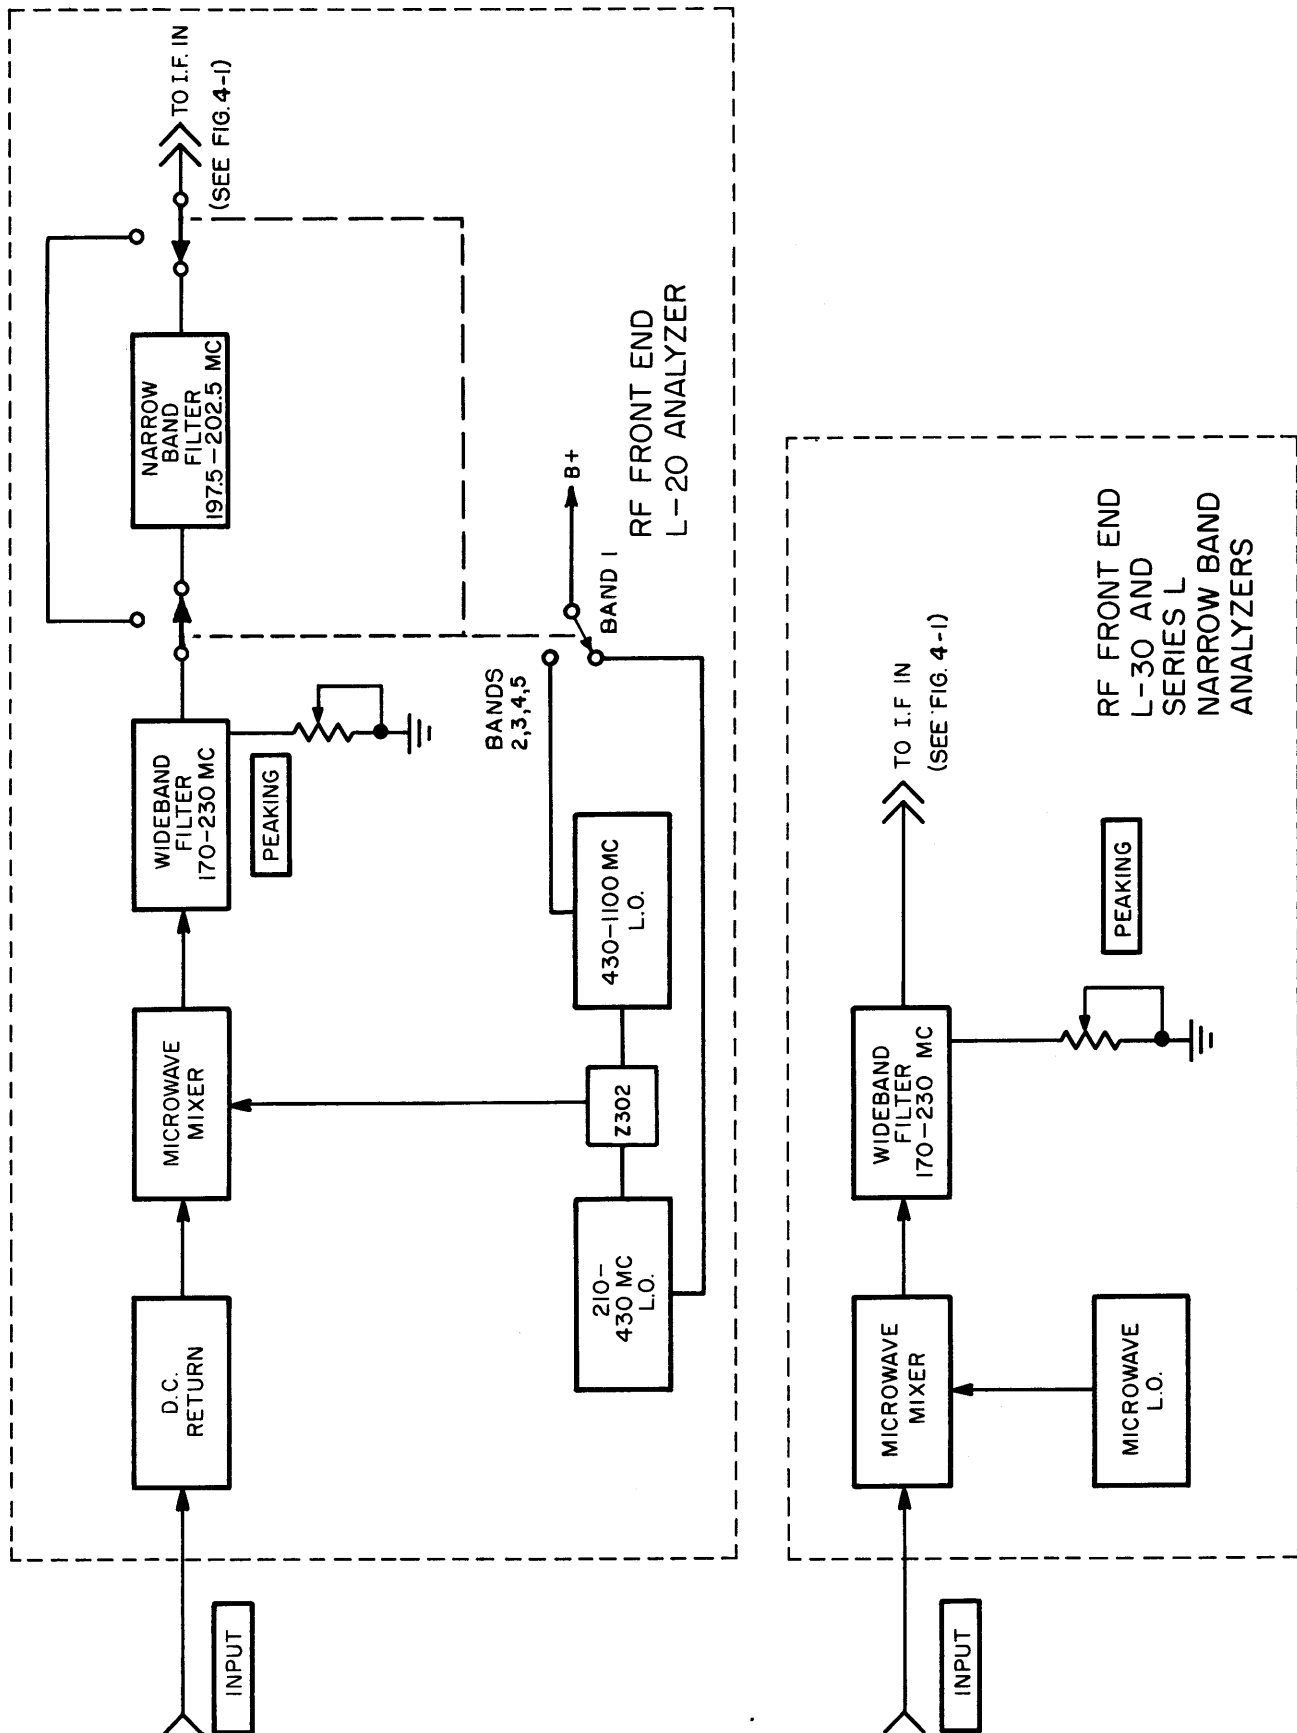 INPUT
D.C.
RETURN
MICROWAVE
MIXER
WIDEBAND
FILTER
170-230 MC
PEAKING
NARROW
BAND
FILTER
197.5-202.5 MC
TO I.F. IN
(SEE FIG. 4-1)
210-
430 MC
L.O.
Z302
430-1100 MC
L.O.
BANDS
2,3,4,5
BAND 1
B+
RF FRONT END
L-20 ANALYZER
INPUT
MICROWAVE
MIXER
MICROWAVE
L.O.
WIDEBAND
FILTER
170-230 MC
PEAKING
TO I.F IN
(SEE FIG. 4-1)
RF FRONT END
L-30 AND
SERIES L
NARROW BAND
ANALYZERS